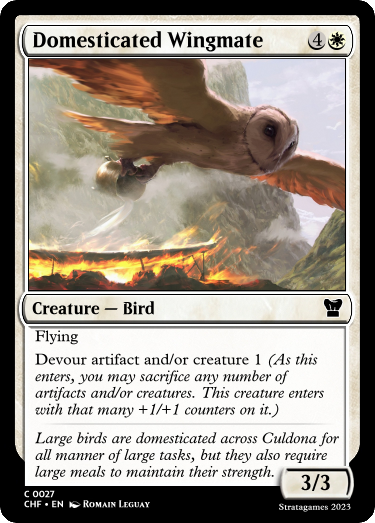 Domesticated Wingmate 4
Creature — Bird
Flying
Devour artifact and/or creature 1 (As this
enters, you may sacrifice any number of
artifacts and/or creatures. This creature enters
with that many +1/+1 counters on it.)
Large birds are domesticated across Culdona for
all manner of large tasks, but they also require
large meals to maintain their strength.
3/3
C 0027
CHF • EN Romain Leguay
Stratagames 2023